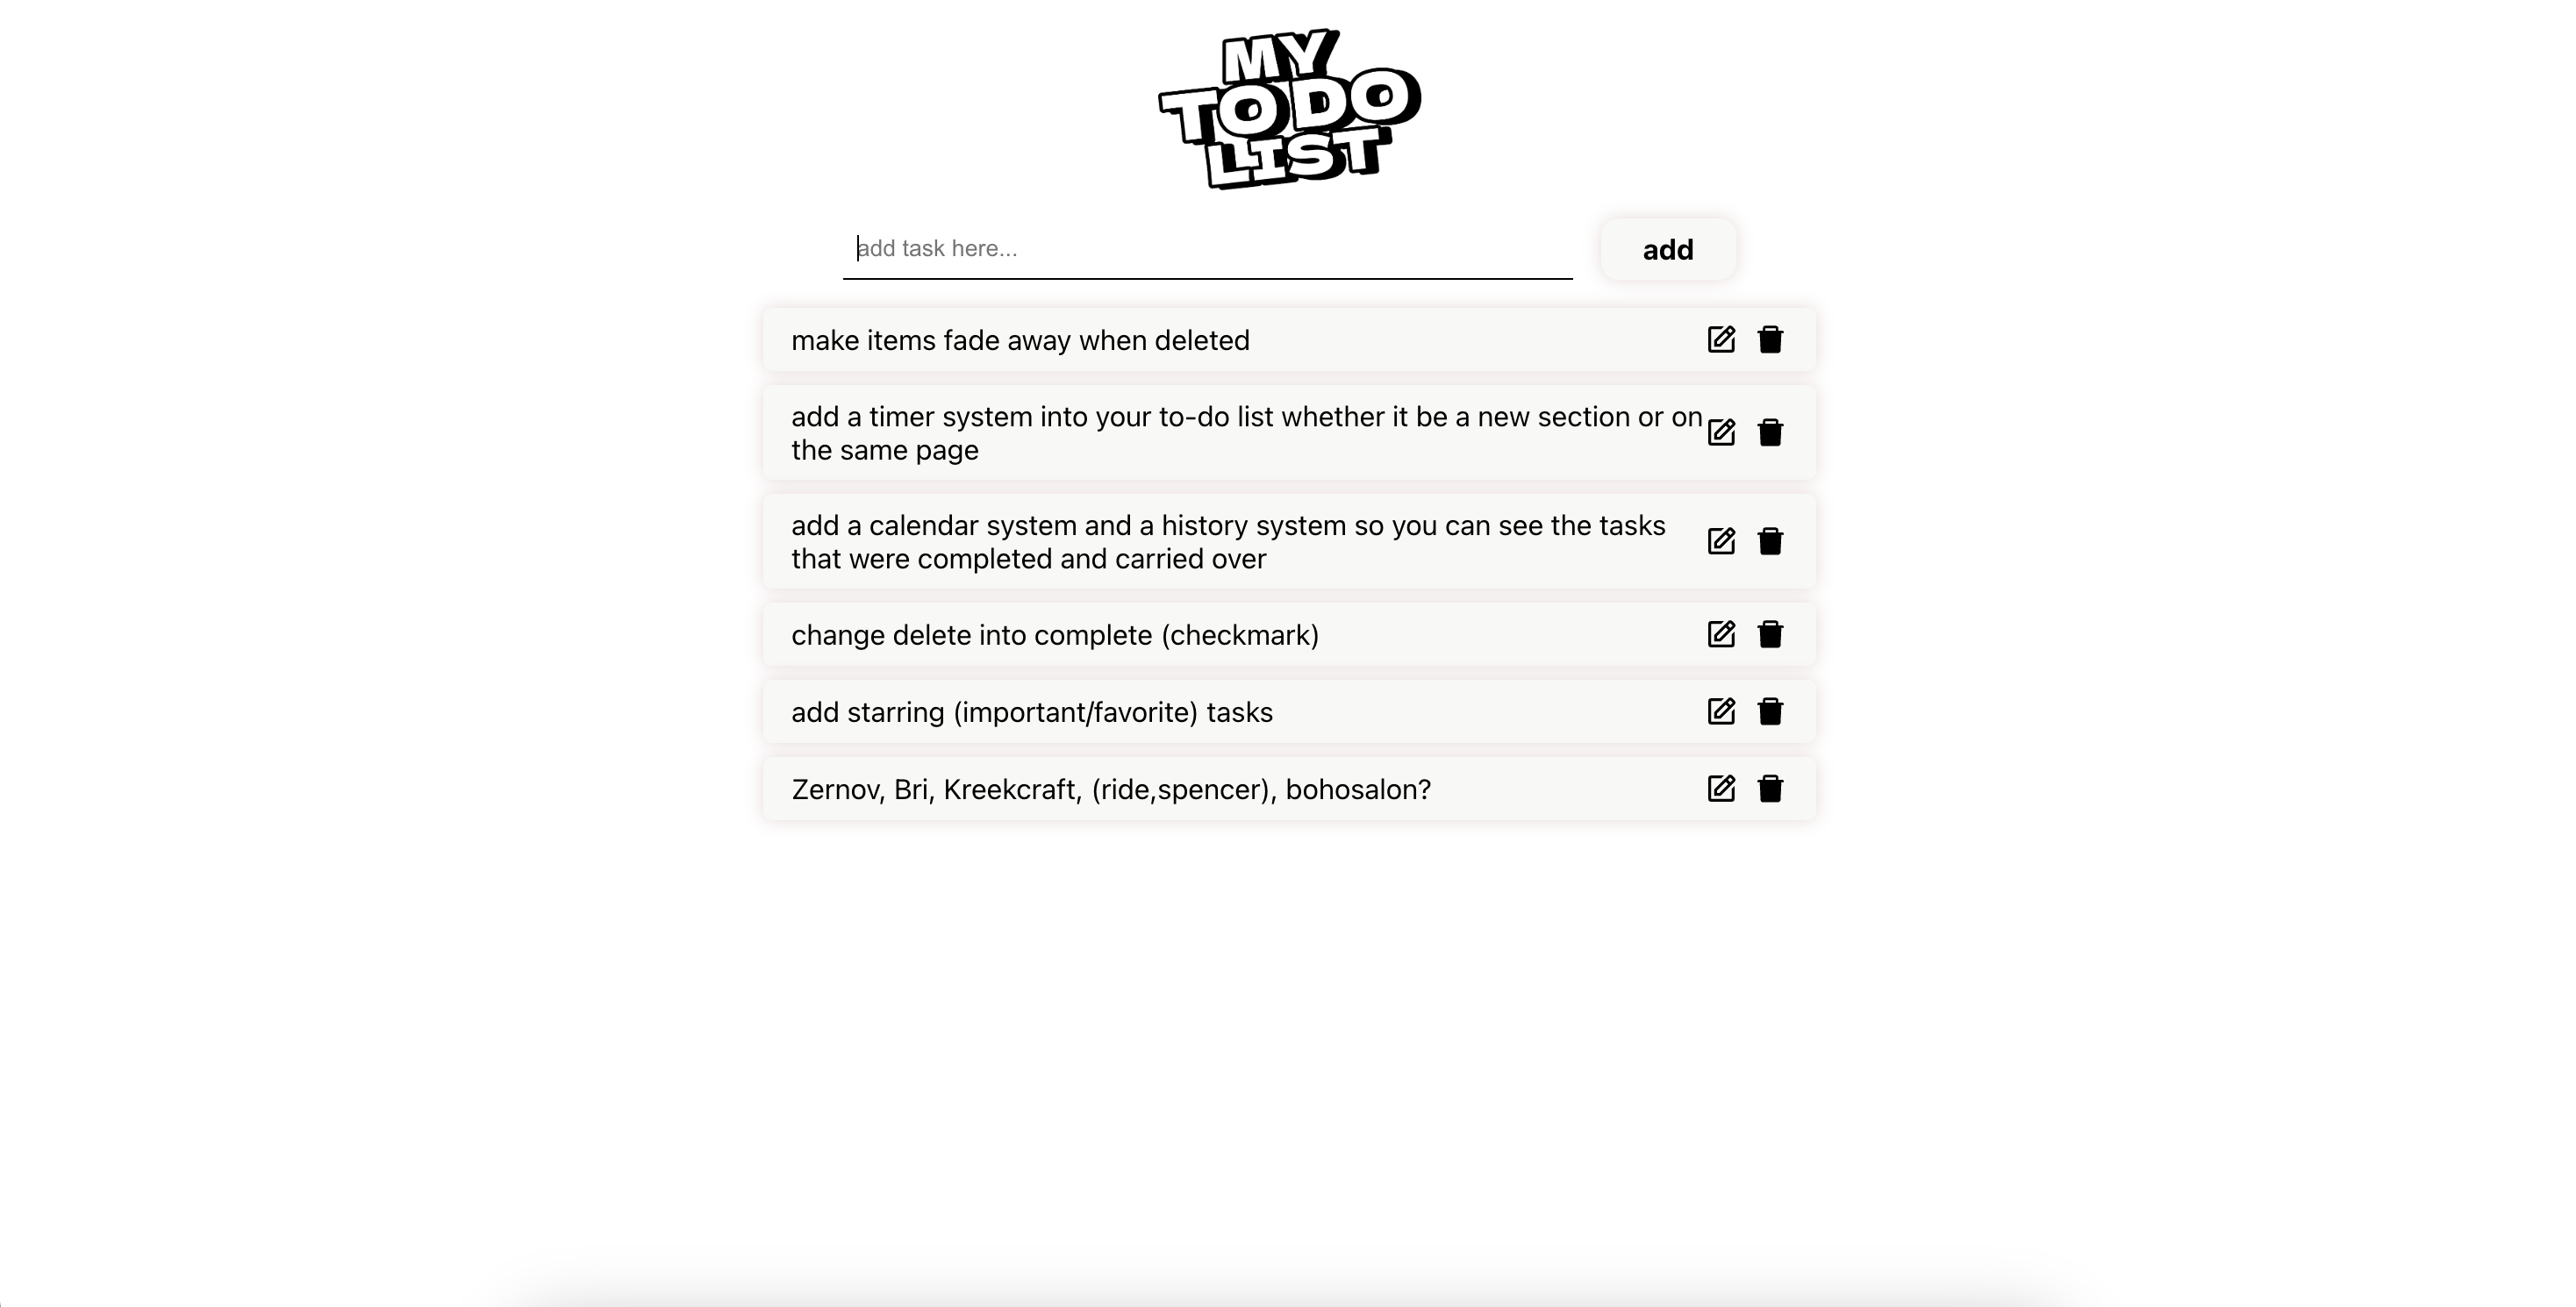 MY
TO DO
LIST
add task here...
add
make items fade away when deleted
add a timer system into your to-do list whether it be a new section or on
the same page
add a calendar system and a history system so you can see the tasks
that were completed and carried over
change delete into complete (checkmark)
add starring (important/favorite) tasks
Zernov, Bri, Kreekcraft, (ride,spencer), bohosalon?